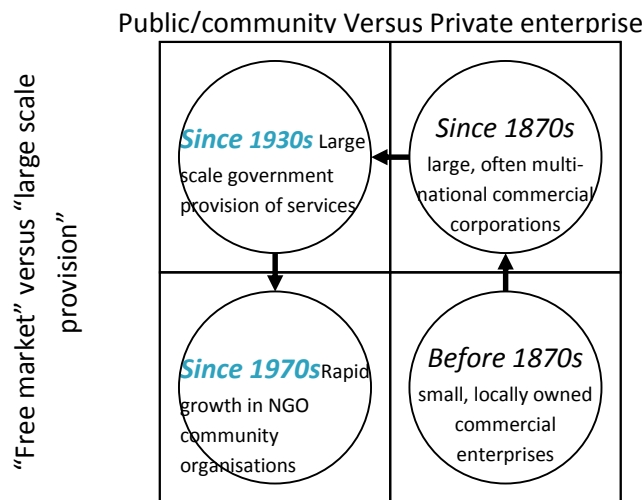 Public/community Versus Private enterprise
“Free market” versus “large scale
provision”
Since 1930s Large
scale government
provision of services
Since 1870s
large, often multi-
national commercial
corporations
Since 1970s Rapid
growth in NGO
community
organisations
Before 1870s
small, locally owned
commercial
enterprises